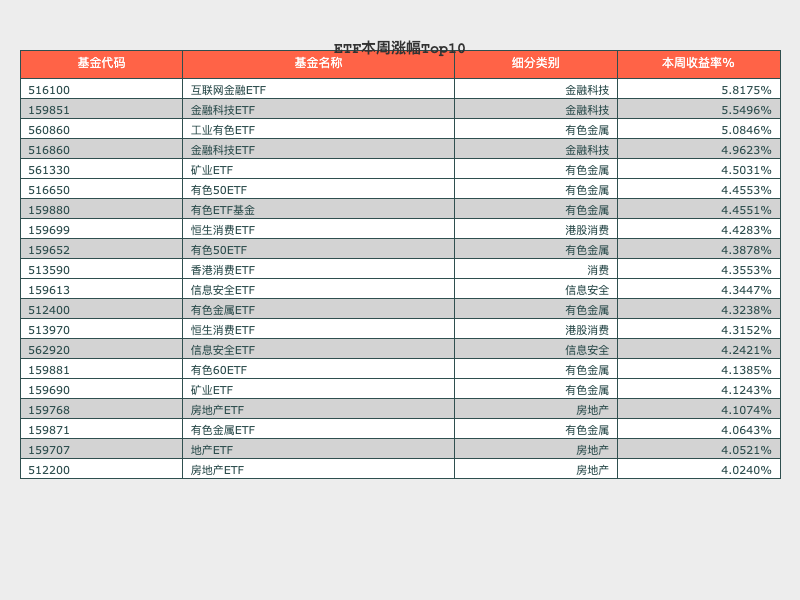 ETF本周涨幅Top10
基金代码 基金名称 细分类别 本周收益率%
516100 互联网金融ETF 金融科技 5.8175%
159851 金融科技ETF 金融科技 5.5496%
560860 工业有色ETF 有色金属 5.0846%
516860 金融科技ETF 金融科技 4.9623%
561330 矿业ETF 有色金属 4.5031%
516650 有色50ETF 有色金属 4.4553%
159880 有色ETF基金 有色金属 4.4551%
159699 恒生消费ETF 港股消费 4.4283%
159652 有色50ETF 有色金属 4.3878%
513590 香港消费ETF 消费 4.3553%
159613 信息安全ETF 信息安全 4.3447%
512400 有色金属ETF 有色金属 4.3238%
513970 恒生消费ETF 港股消费 4.3152%
562920 信息安全ETF 信息安全 4.2421%
159881 有色60ETF 有色金属 4.1385%
159690 矿业ETF 有色金属 4.1243%
159768 房地产ETF 房地产 4.1074%
159871 有色金属ETF 有色金属 4.0643%
159707 地产ETF 房地产 4.0521%
512200 房地产ETF 房地产 4.0240%